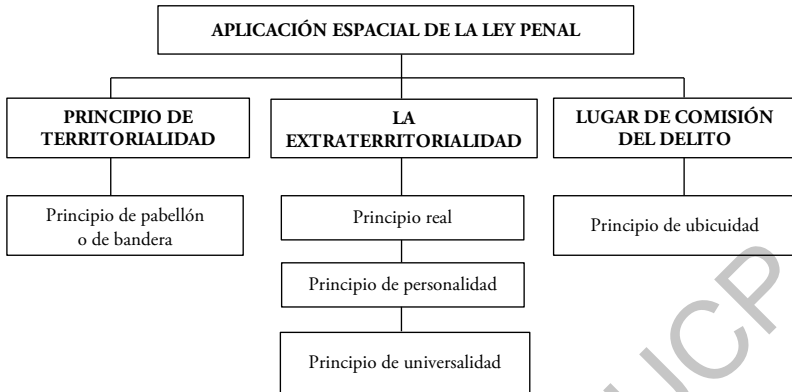 APLICACIÓN ESPACIAL DE LA LEY PENAL
PRINCIPIO DE
TERRITORIALIDAD
Principio de pabellón
o de bandera
LA
EXTRATERRITORIALIDAD
Principio real
Principio de personalidad
Principio de universalidad
LUGAR DE COMISIÓN
DEL DELITO
Principio de ubicuidad
UCP